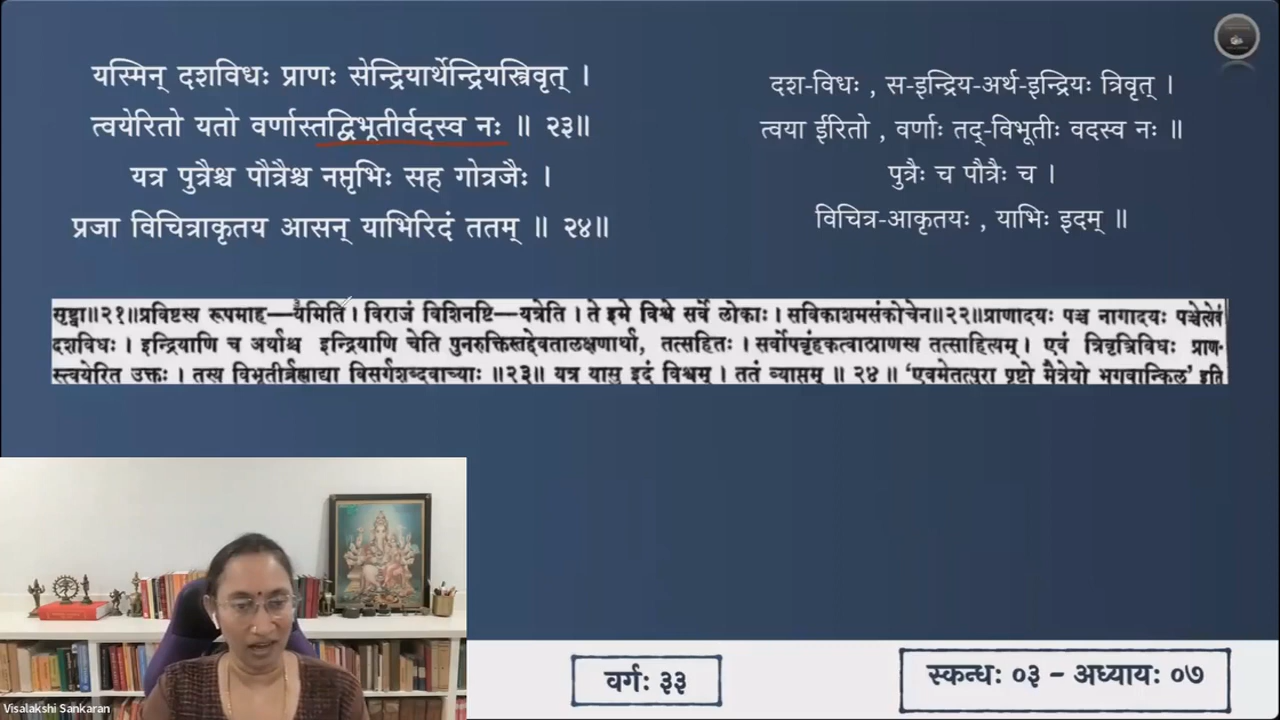 यस्मिन् दशविधः प्राणः सेन्द्रियार्थेन्द्रियस्त्रिवृत् ।
त्वयेरितो यतो वर्णास्तद्विभूतीर्वदस्व नः ॥ २३॥
यत्र पुत्रैश्च पौत्रैश्च नप्तृभिः सह गोत्रजैः ।
प्रजा विचित्राकृतय आसन् याभिरिदं ततम् ॥ २४॥
दश-विधः , स-इन्द्रिय-अर्थ-इन्द्रियः त्रिवृत् ।
त्वया ईरितो , वर्णाः तद्-विभूतीः वदस्व नः ॥
पुत्रैः च पौत्रैः च ।
विचित्र-आकृतयः , याभिः इदम् ॥
सृष्ट्वा॥२१॥प्रविष्टस्य रूपमाह—यमिति । विराजं विशिनष्टि—यत्रेति । ते इमे विश्वे सर्वे लोकाः । सविकाशमसंकोचेन॥२२॥प्राणादयः पञ्च नागादयः पञ्चेत्येवं
दशविधः । इन्द्रियाणि च अर्थाश्च इन्द्रियाणि चेति पुनरुक्तिस्तद्देवतालक्षणार्था, तत्सहितः । सर्वोपबृंहकत्वात्प्राणस्य तत्साहित्यम् । एवं त्रिवृत्त्रिविधः प्राण-
स्त्वयेरित उक्तः । तस्य विभूतीर्ब्रह्माद्या विसर्गशब्दवाच्याः ॥२३॥ यत्र यासु इदं विश्वम् । ततं व्याप्तम् ॥ २४ ॥ ‘एवमेतत्पुरा पृष्टो मैत्रेयो भगवान्किल’ इति
वर्गः ३३
स्कन्धः ०३ – अध्यायः ०७
Visalakshi Sankaran